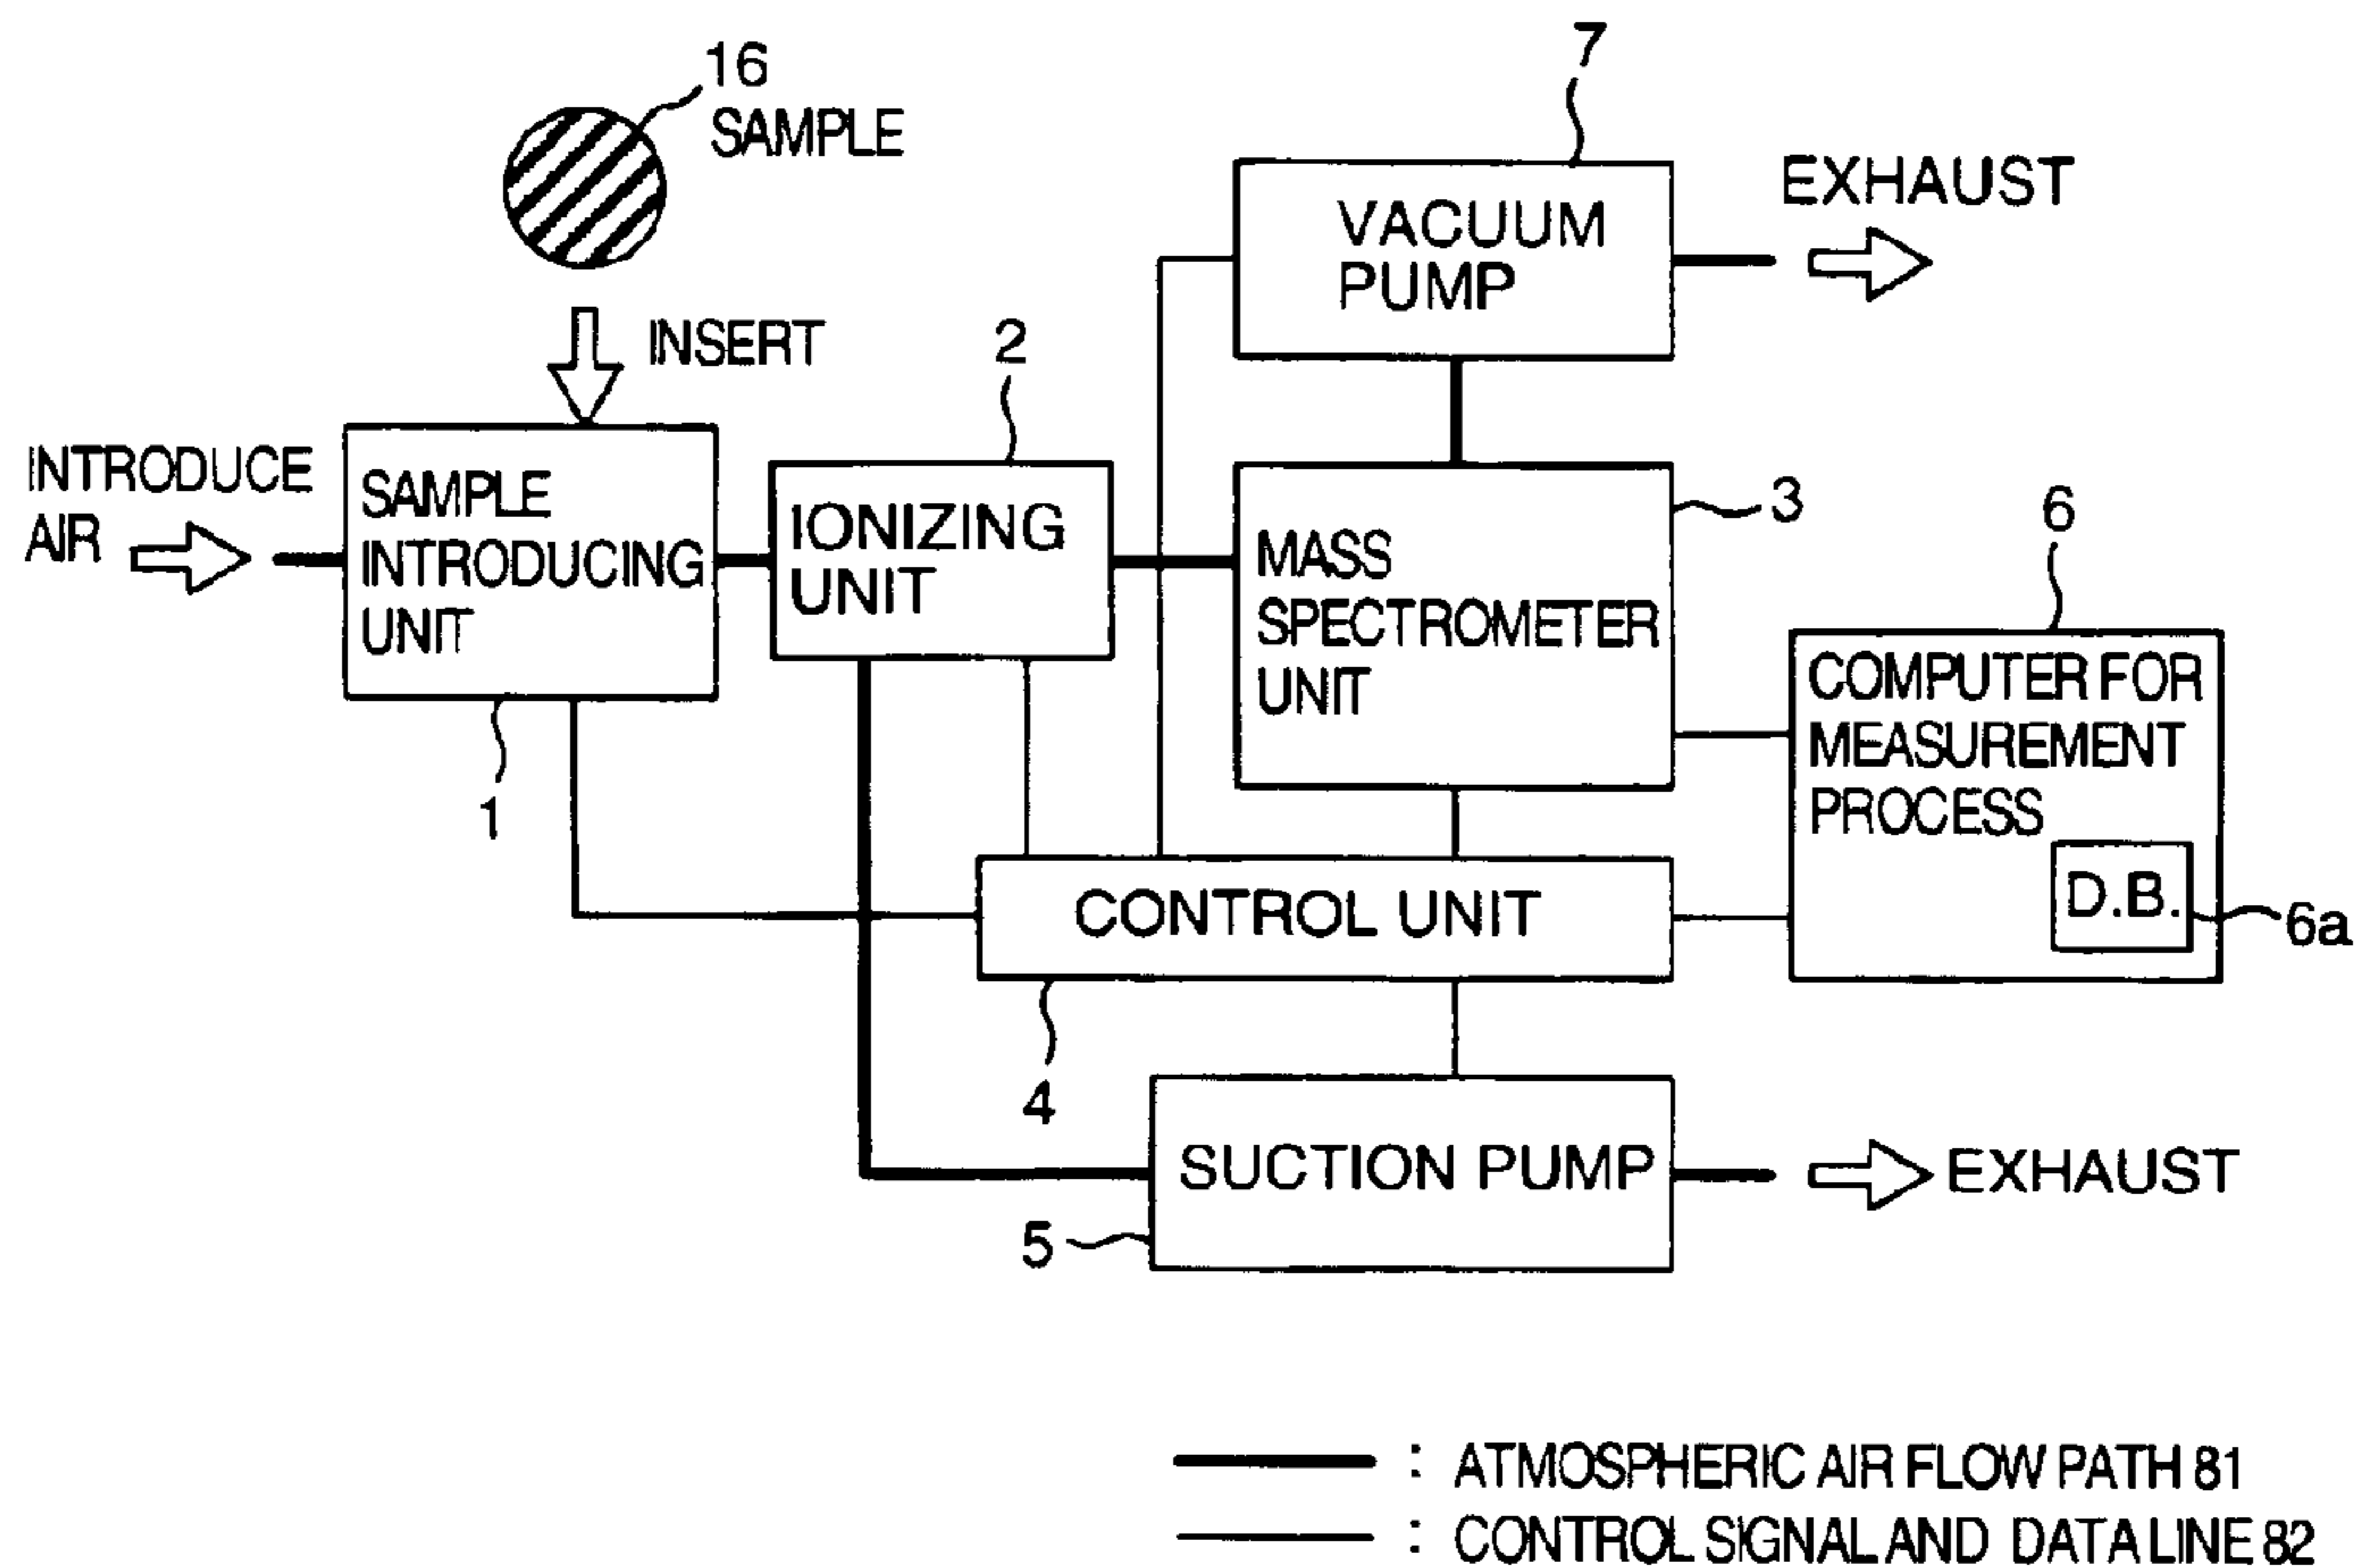 16
SAMPLE
7
EXHAUST
VACUUM
PUMP
INSERT
2
INTRODUCE
AIR
SAMPLE
INTRODUCING
UNIT
IONIZING
UNIT
MASS
SPECTROMETER
UNIT
3
6
COMPUTER FOR
MEASUREMENT
PROCESS
D.B.
6a
1
CONTROL UNIT
4
SUCTION PUMP
5
EXHAUST
: ATMOSPHERIC AIR FLOW PATH 81
: CONTROL SIGNAL AND DATA LINE 82